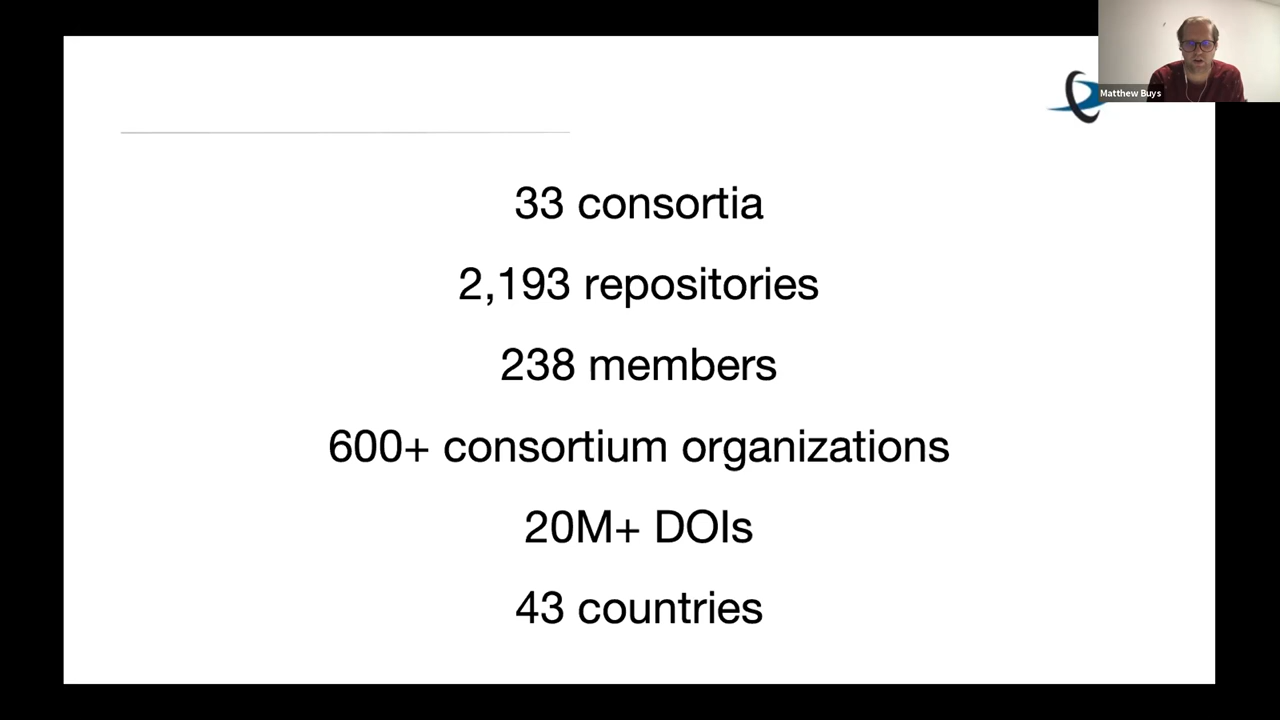 Matthew Buys
33 consortia
2,193 repositories
238 members
600+ consortium organizations
20M+ DOIs
43 countries